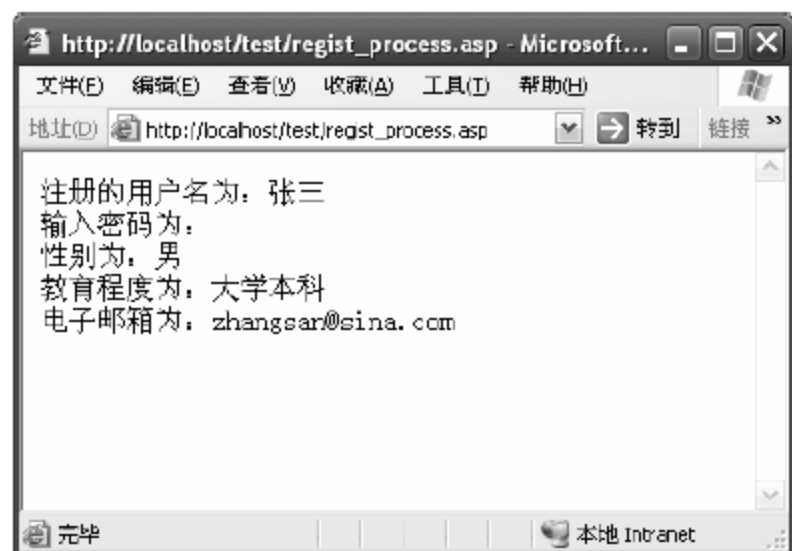 http://localhost/test/regist_process.asp - Microsoft...
文件(F) 编辑(E) 查看(V) 收藏(A) 工具(T) 帮助(H)
地址(D) http://localhost/test/regist_process.asp 转到 链接 »
注册的用户名为：张三
输入密码为：
性别为：男
教育程度为：大学本科
电子邮箱为：zhangsan@sina.com
完毕 本地 Intranet